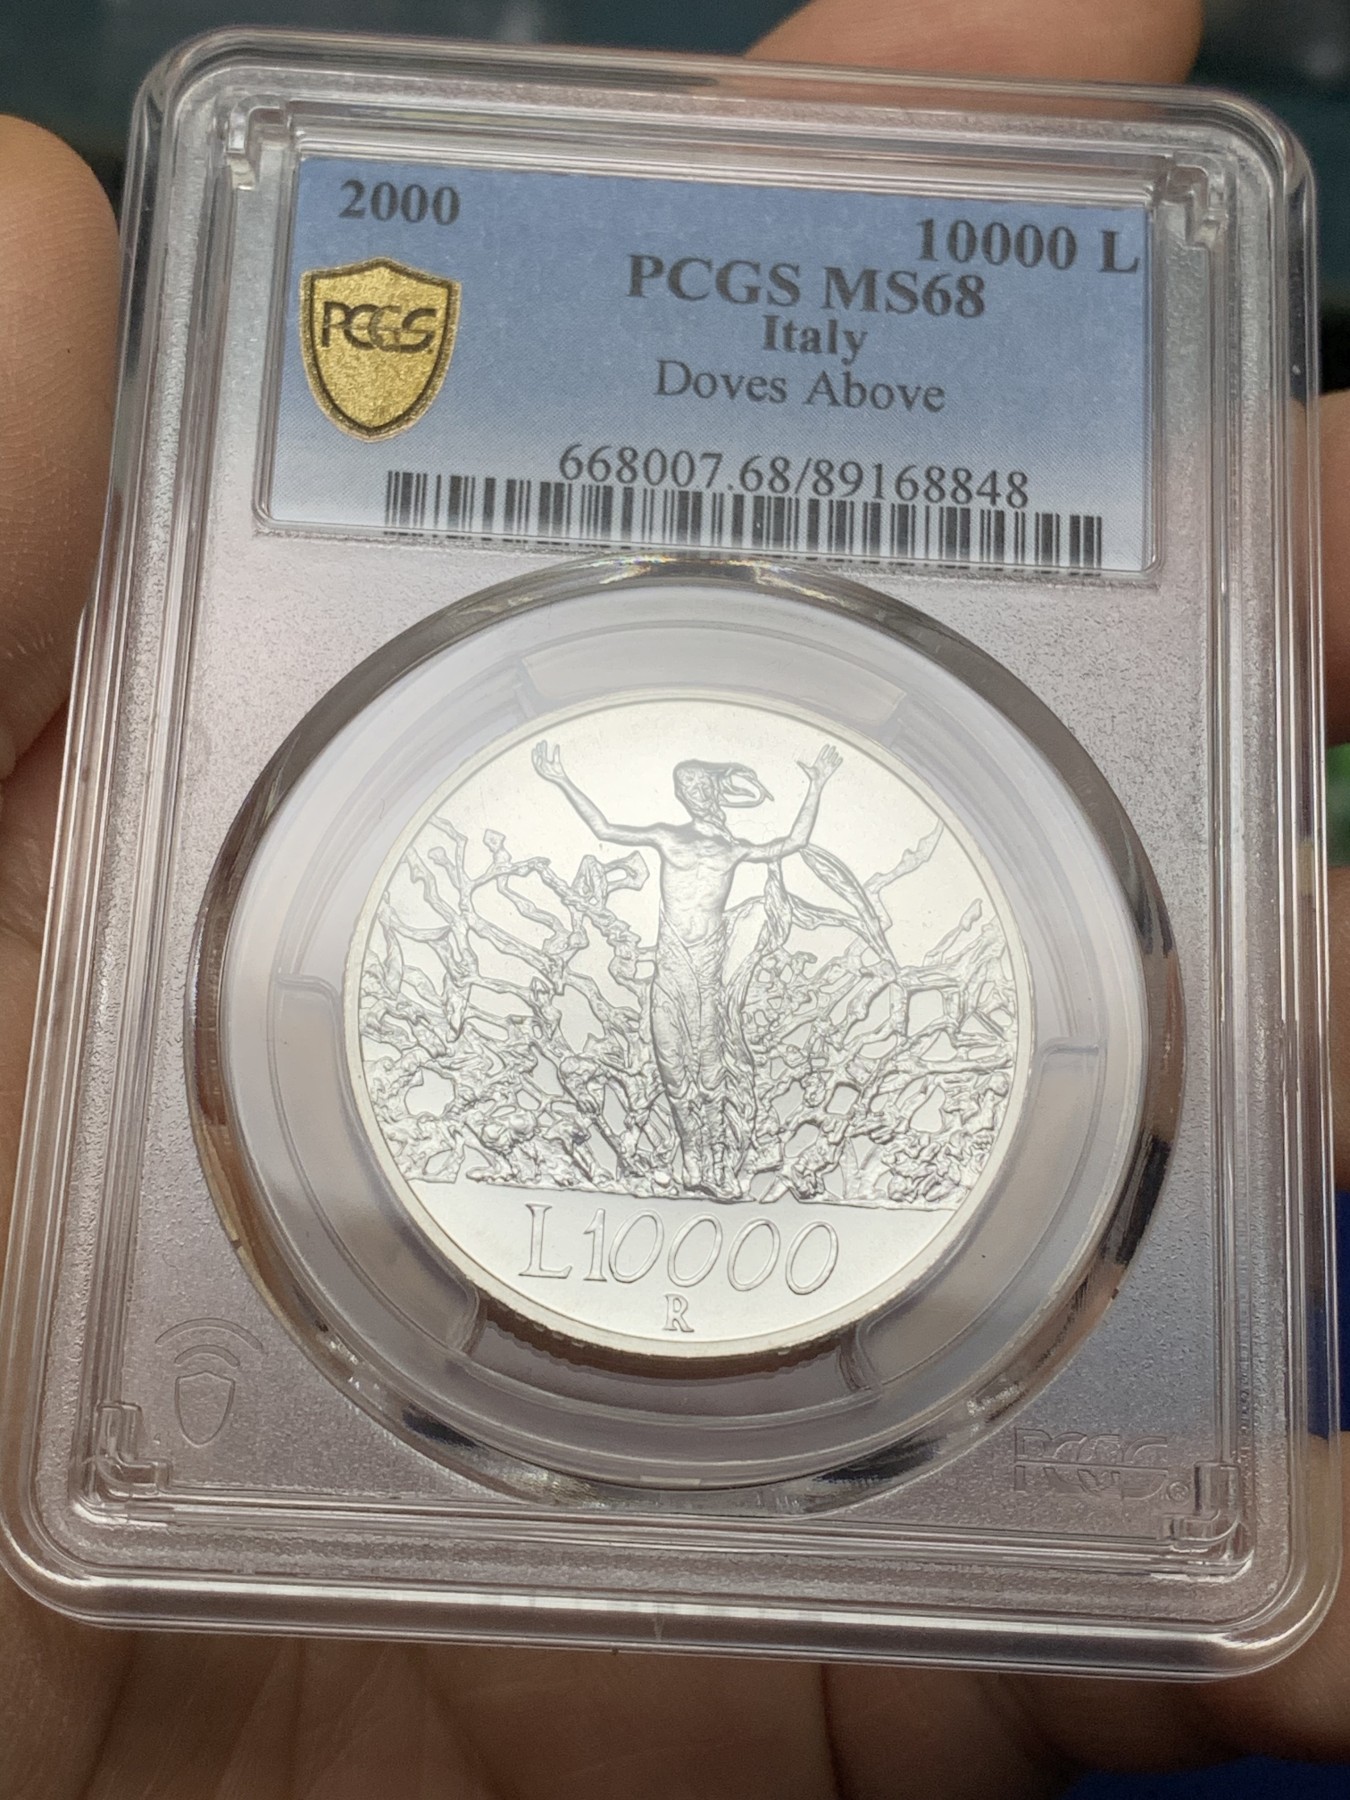 2000
10000 L
PCGS
PCGS MS68
Italy
Doves Above
668007.68/89168848
L10000
R
PCGS®